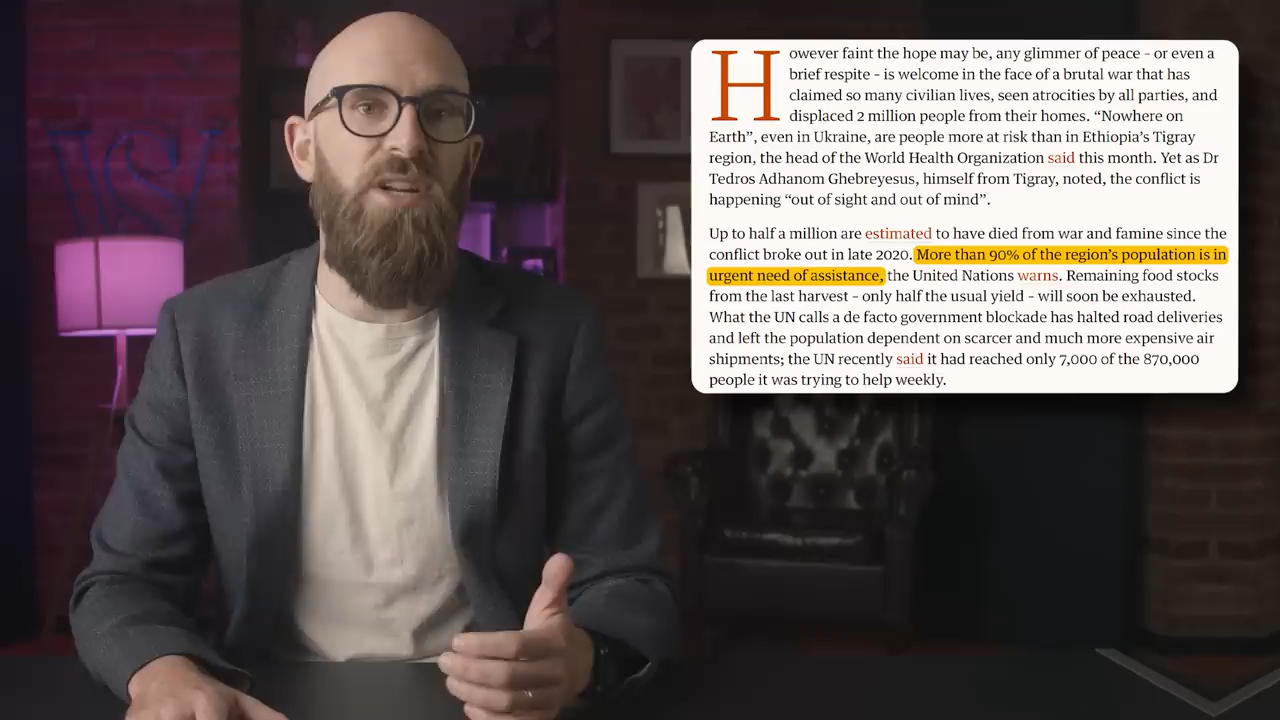 However faint the hope may be, any glimmer of peace – or even a
brief respite – is welcome in the face of a brutal war that has
claimed so many civilian lives, seen atrocities by all parties, and
displaced 2 million people from their homes. “Nowhere on
Earth”, even in Ukraine, are people more at risk than in Ethiopia’s Tigray
region, the head of the World Health Organization said this month. Yet as Dr
Tedros Adhanom Ghebreyesus, himself from Tigray, noted, the conflict is
happening “out of sight and out of mind”.
Up to half a million are estimated to have died from war and famine since the
conflict broke out in late 2020. More than 90% of the region’s population is in
urgent need of assistance, the United Nations warns. Remaining food stocks
from the last harvest – only half the usual yield – will soon be exhausted.
What the UN calls a de facto government blockade has halted road deliveries
and left the population dependent on scarcer and much more expensive air
shipments; the UN recently said it had reached only 7,000 of the 870,000
people it was trying to help weekly.